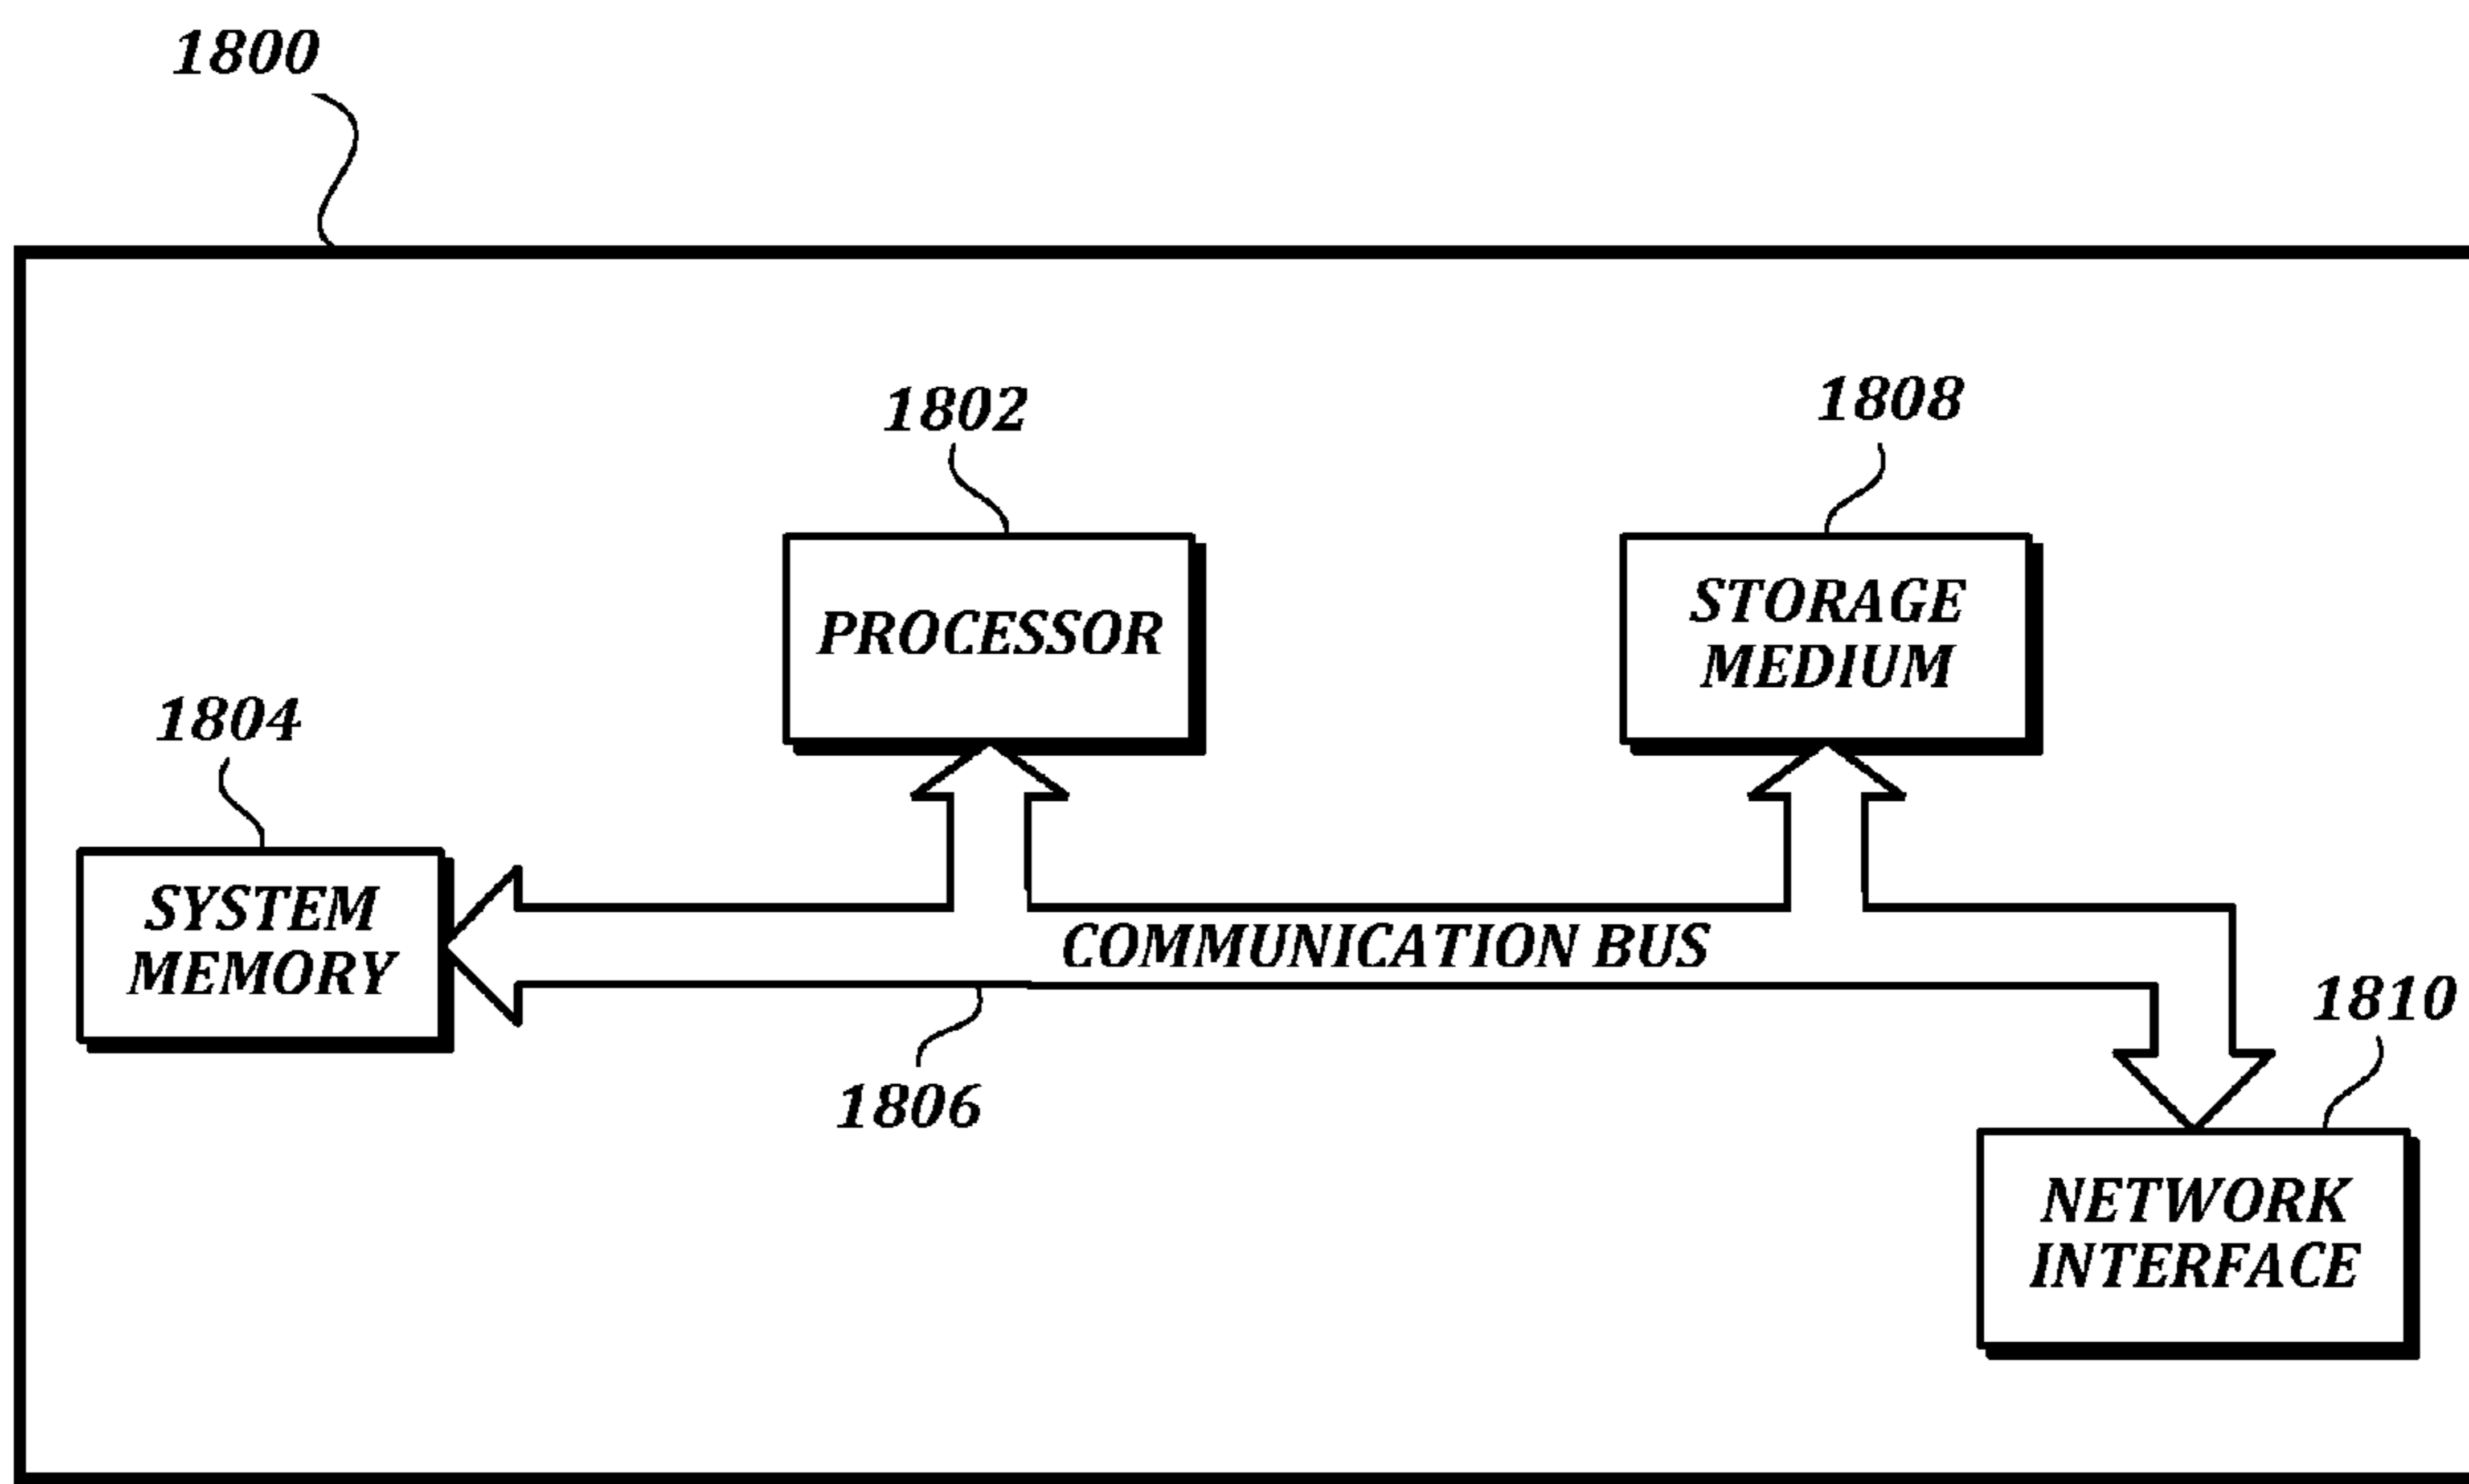 1800
1802
1808
PROCESSOR
STORAGE
MEDIUM
1804
SYSTEM
MEMORY
COMMUNICATION BUS
1806
1810
NETWORK
INTERFACE